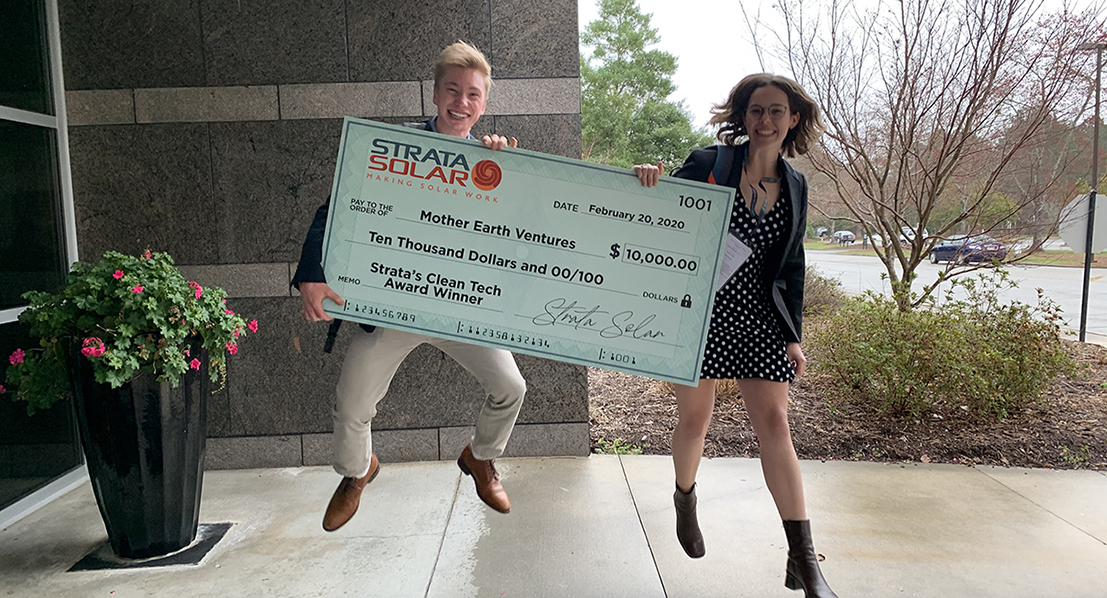 STRATA
SOLAR
MAKING SOLAR WORK
1001
DATE February 20, 2020
PAY TO THE
ORDER OF
Mother Earth Ventures
$ 10,000.00
Ten Thousand Dollars and 00/100
DOLLARS
MEMO
Strata's Clean Tech
Award Winner
Strata Solar
⑆123456789
⑆112358132134
⑆1001